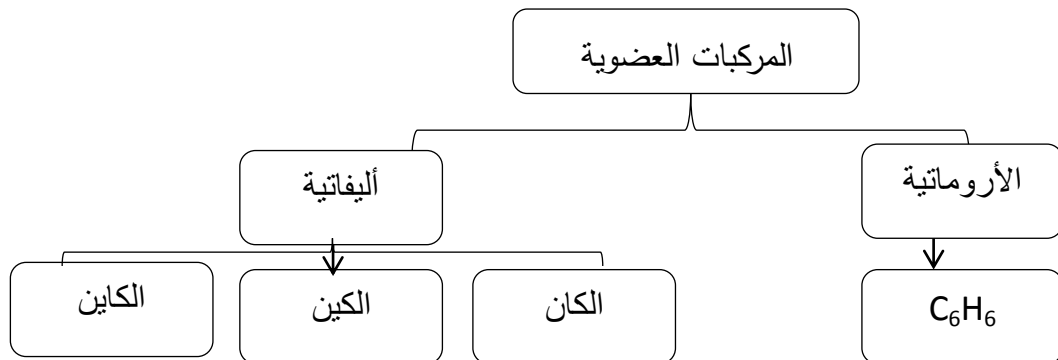 المركبات العضوية
الأروماتية
أليفاتية
C₆H₆
الكان
الكين
الكاين